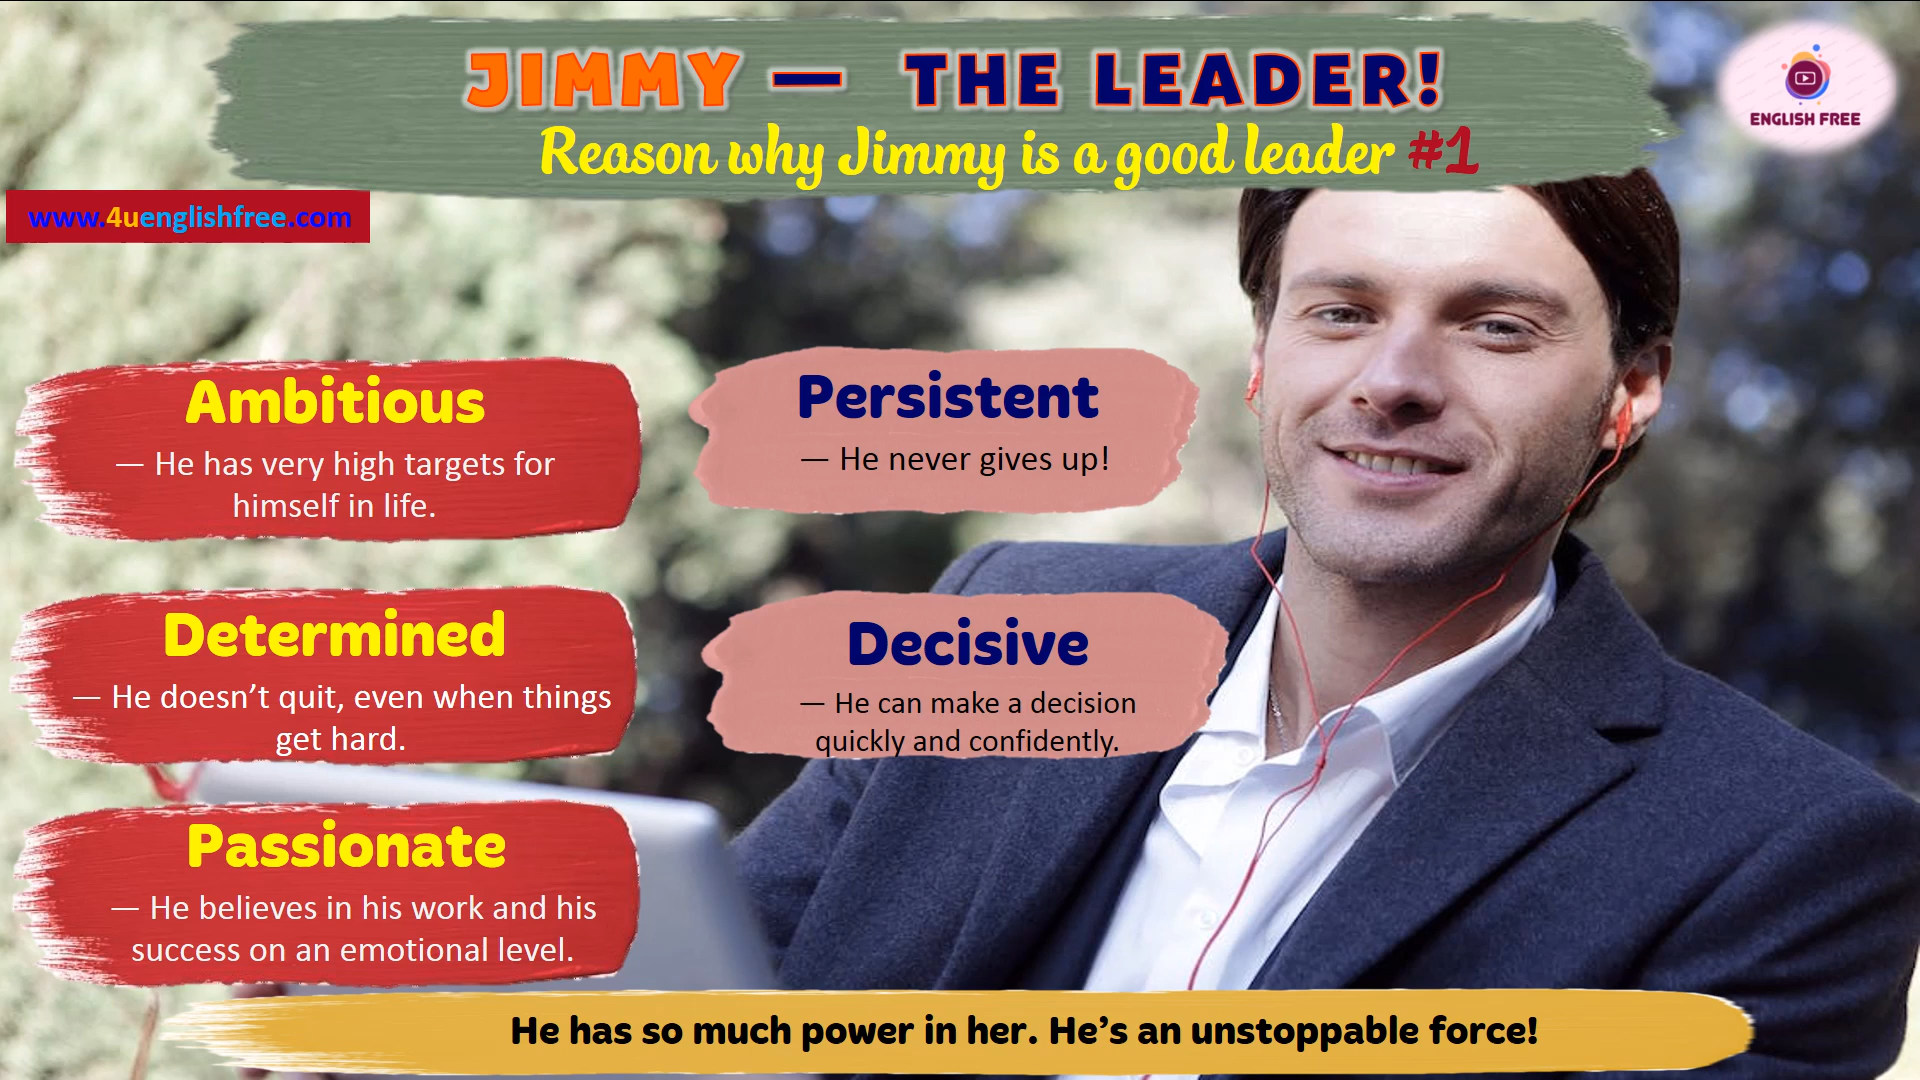 JIMMY — THE LEADER!
Reason why Jimmy is a good leader #1
ENGLISH FREE
www.4uenglishfree.com
Ambitious
— He has very high targets for
himself in life.
Determined
— He doesn’t quit, even when things
get hard.
Passionate
— He believes in his work and his
success on an emotional level.
Persistent
— He never gives up!
Decisive
— He can make a decision
quickly and confidently.
He has so much power in her. He’s an unstoppable force!